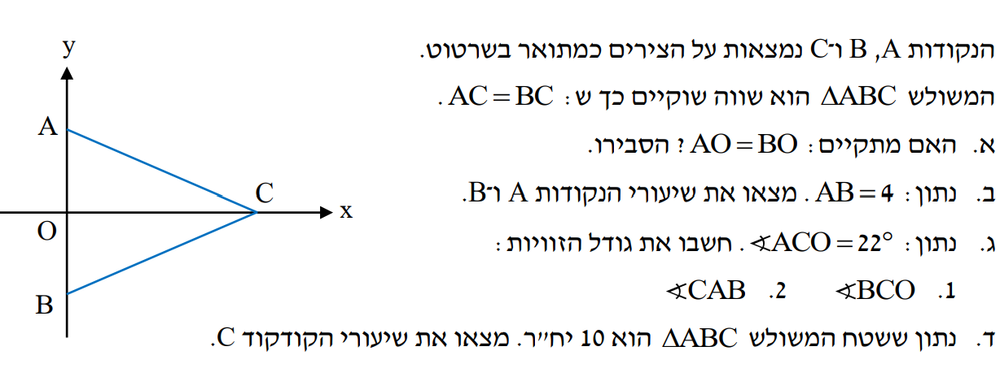 הנקודות A, B ו־C נמצאות על הצירים כמתואר בשרטוט.
המשולש ΔABC הוא שווה שוקיים כך ש: AC = BC.
א. האם מתקיים: AO = BO? הסבירו.
ב. נתון: AB = 4. מצאו את שיעורי הנקודות A ו־B.
ג. נתון: ∢ACO = 22°. חשבו את גודל הזוויות:
1. ∢BCO 2. ∢CAB
ד. נתון ששטח המשולש ΔABC הוא 10 יח״ר. מצאו את שיעורי הקודקוד C.
y
A
C
x
O
B